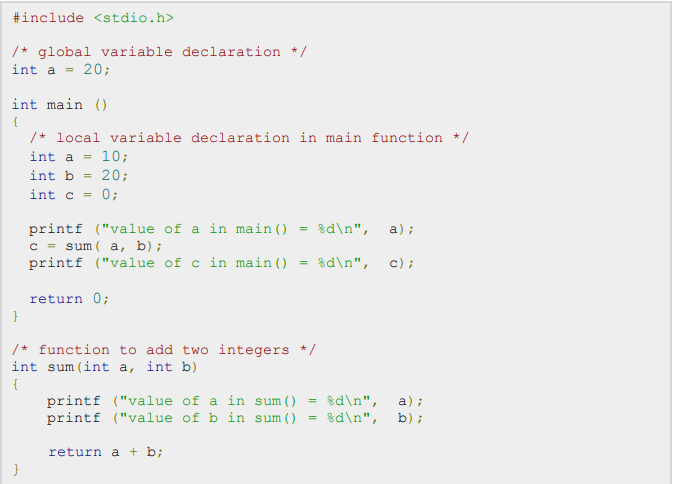 #include <stdio.h>
/* global variable declaration */
int a = 20;
int main ()
{
/* local variable declaration in main function */
int a = 10;
int b = 20;
int c = 0;
printf ("value of a in main() = %d\n",  a);
c = sum( a, b);
printf ("value of c in main() = %d\n",  c);
return 0;
}
/* function to add two integers */
int sum(int a, int b)
{
printf ("value of a in sum() = %d\n",  a);
printf ("value of b in sum() = %d\n",  b);
return a + b;
}